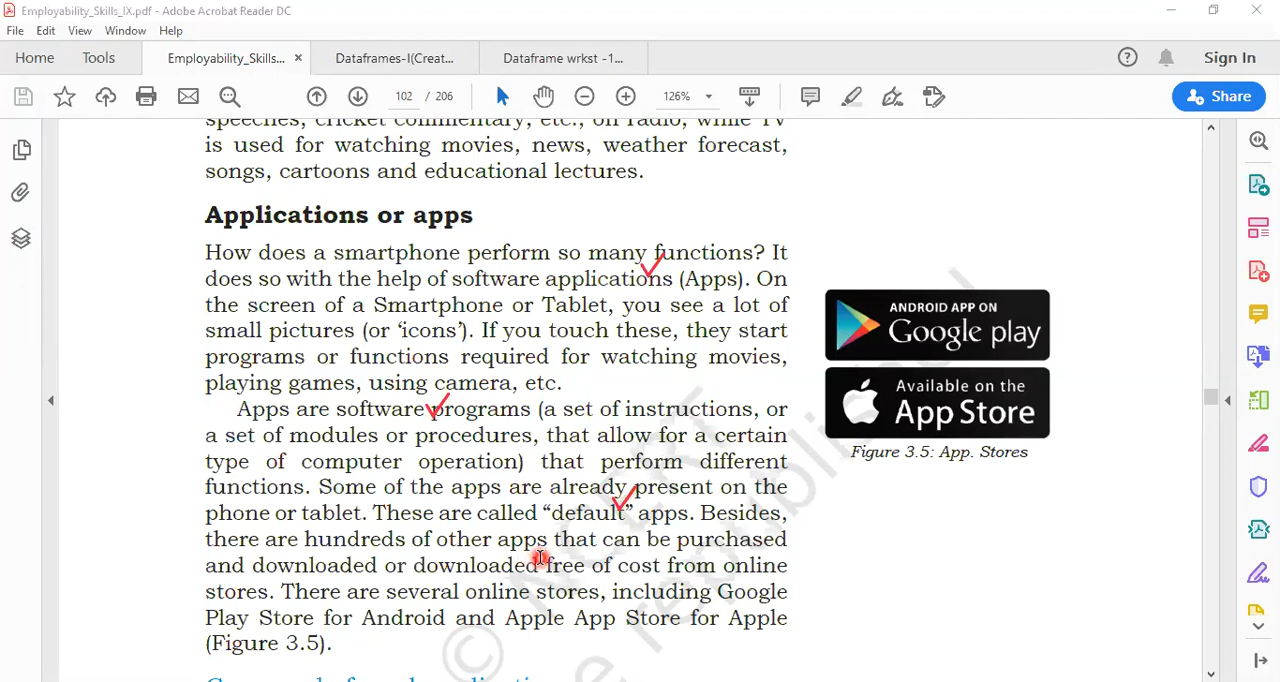 Employability_Skills_IX.pdf - Adobe Acrobat Reader DC
File Edit View Window Help
Home Tools Employability_Skills... × Dataframes-I(Creat... Dataframe wrkst -1... Sign In
102 / 206 126% Share
speeches, cricket commentary, etc., on radio, while TV
is used for watching movies, news, weather forecast,
songs, cartoons and educational lectures.
Applications or apps
How does a smartphone perform so many functions? It
does so with the help of software applications (Apps). On
the screen of a Smartphone or Tablet, you see a lot of
small pictures (or ‘icons’). If you touch these, they start
programs or functions required for watching movies,
playing games, using camera, etc.
Apps are software programs (a set of instructions, or
a set of modules or procedures, that allow for a certain
type of computer operation) that perform different
functions. Some of the apps are already present on the
phone or tablet. These are called “default” apps. Besides,
there are hundreds of other apps that can be purchased
and downloaded or downloaded free of cost from online
stores. There are several online stores, including Google
Play Store for Android and Apple App Store for Apple
(Figure 3.5).
ANDROID APP ON
Google play
Available on the
App Store
Figure 3.5: App. Stores
© NCERT